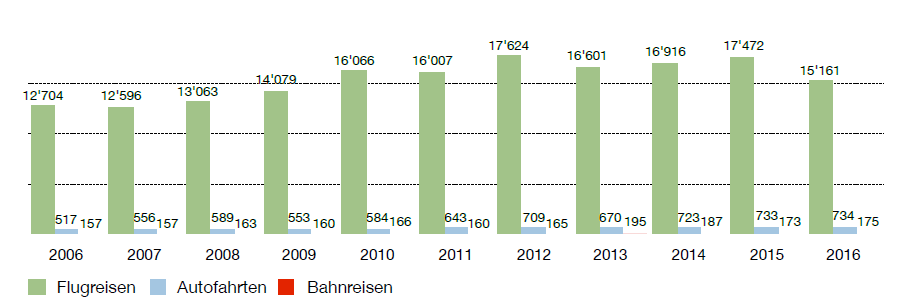 17'624
17'472
16'066 16'007 16'601 16'916
15'161
14'079
12'704 12'596 13'063
517 157 556 157 589 163 553 160 584 166 643 160 709 165 670 195 723 187 733 173 734 175
2006 2007 2008 2009 2010 2011 2012 2013 2014 2015 2016
Flugreisen Autofahrten Bahnreisen